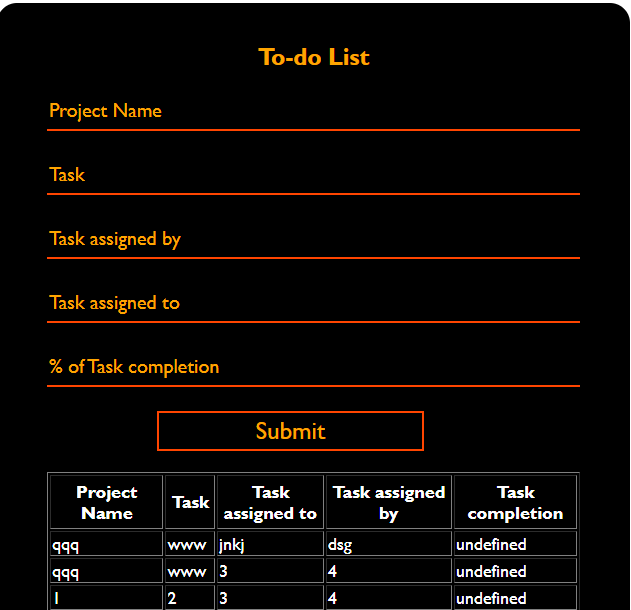 To-do List
Project Name
Task
Task assigned by
Task assigned to
% of Task completion
Submit
Project Name Task Task assigned to Task assigned by Task completion
qqq www jnkj dsg undefined
qqq www 3 4 undefined
1 2 3 4 undefined